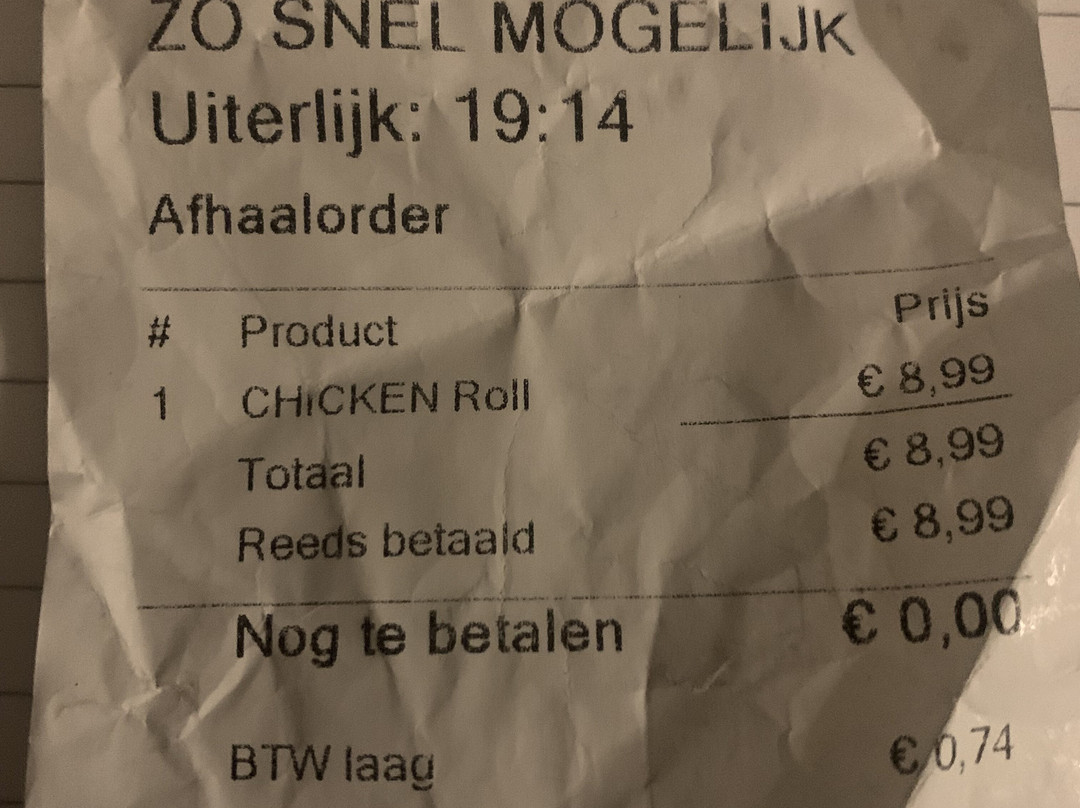 ZO SNEL MOGELIJK
Uiterlijk: 19:14
Afhaalorder
# Product Prijs
1 CHICKEN Roll € 8,99
Totaal € 8,99
Reeds betaald € 8,99
Nog te betalen € 0,00
BTW laag € 0,74